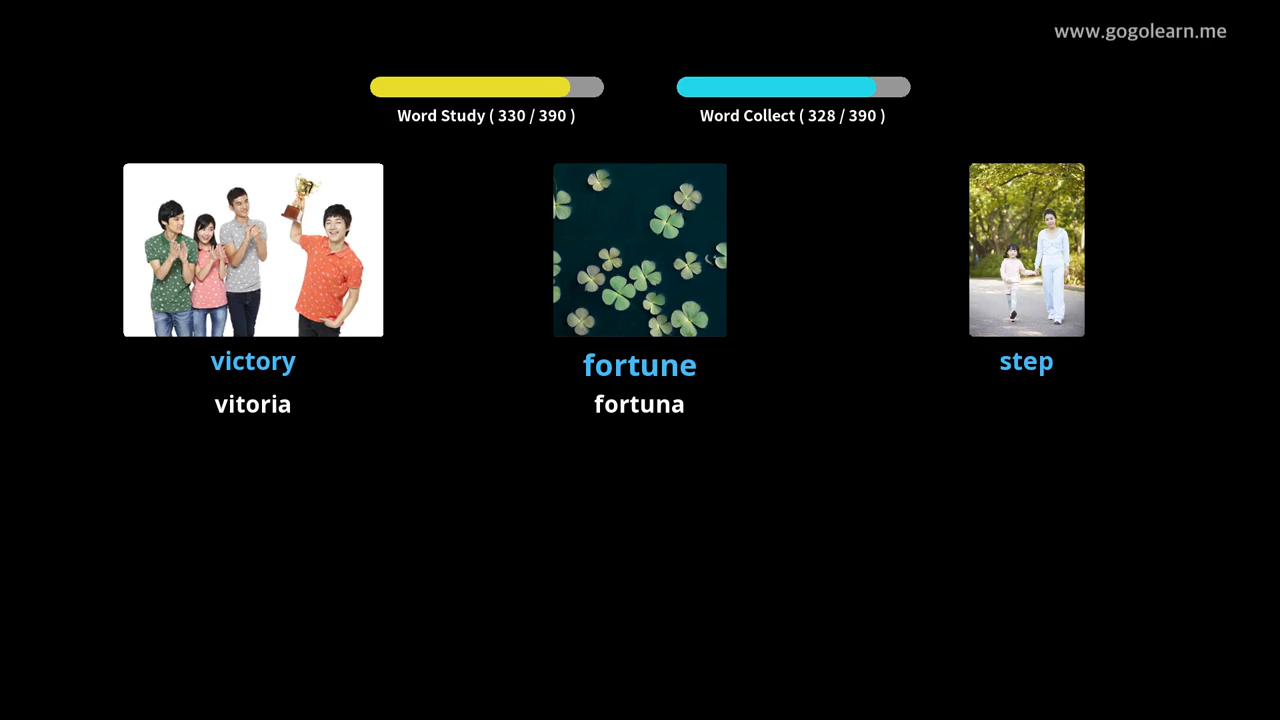 www.gogolearn.me
Word Study ( 330 / 390 )
Word Collect ( 328 / 390 )
victory
fortune
step
vitoria
fortuna